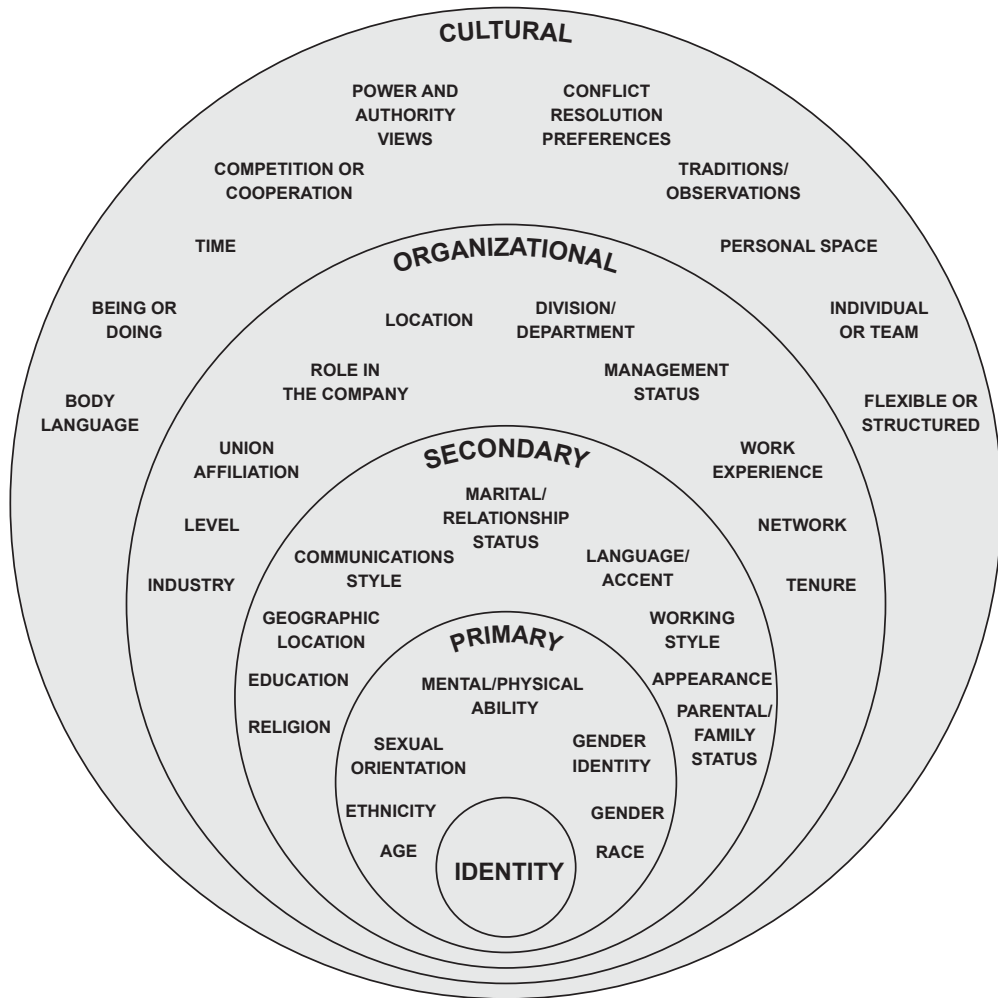 CULTURAL
POWER AND
AUTHORITY
VIEWS
CONFLICT
RESOLUTION
PREFERENCES
COMPETITION OR
COOPERATION
TRADITIONS/
OBSERVATIONS
TIME
PERSONAL SPACE
BEING OR
DOING
INDIVIDUAL
OR TEAM
BODY
LANGUAGE
FLEXIBLE OR
STRUCTURED
ORGANIZATIONAL
LOCATION
DIVISION/
DEPARTMENT
ROLE IN
THE COMPANY
MANAGEMENT
STATUS
UNION
AFFILIATION
WORK
EXPERIENCE
LEVEL
NETWORK
INDUSTRY
TENURE
SECONDARY
MARITAL/
RELATIONSHIP
STATUS
COMMUNICATIONS
STYLE
LANGUAGE/
ACCENT
GEOGRAPHIC
LOCATION
WORKING
STYLE
EDUCATION
APPEARANCE
RELIGION
PARENTAL/
FAMILY
STATUS
PRIMARY
MENTAL/PHYSICAL
ABILITY
SEXUAL
ORIENTATION
GENDER
IDENTITY
ETHNICITY
GENDER
AGE
RACE
IDENTITY